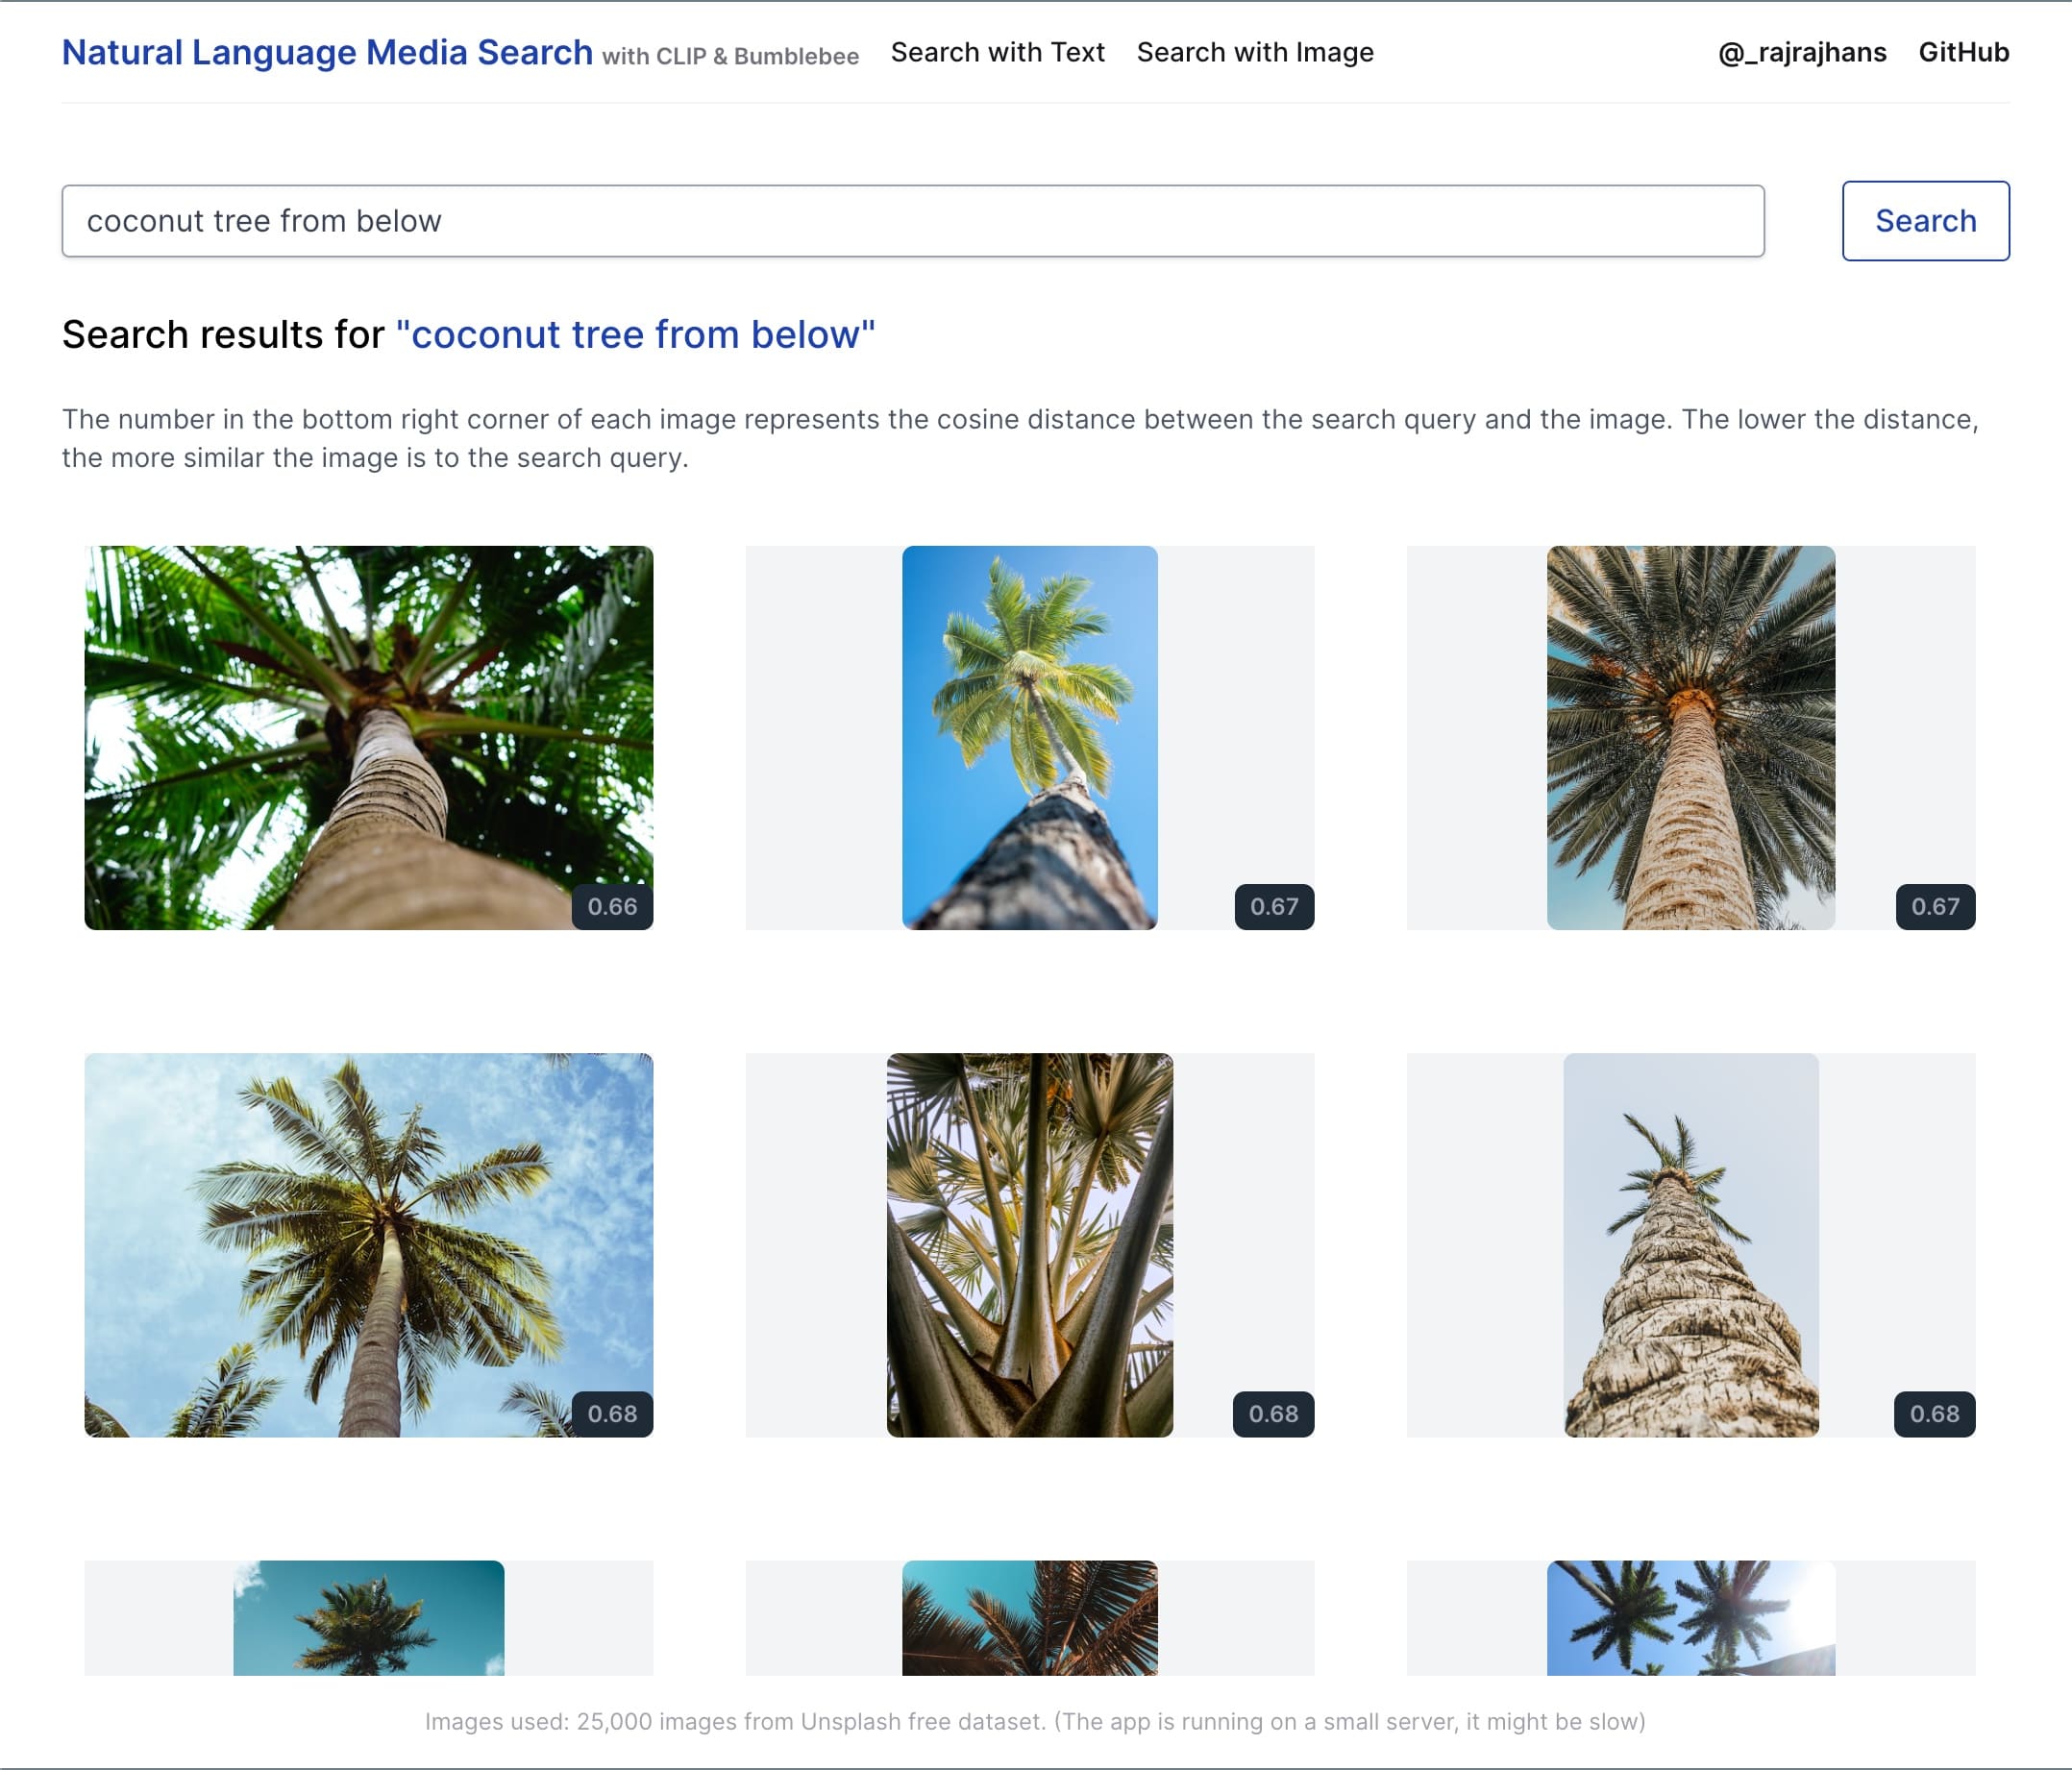 Natural Language Media Search with CLIP & Bumblebee Search with Text Search with Image @_rajrajhans GitHub
coconut tree from below Search
Search results for "coconut tree from below"
The number in the bottom right corner of each image represents the cosine distance between the search query and the image. The lower the distance,
the more similar the image is to the search query.
0.66 0.67 0.67
0.68 0.68 0.68
Images used: 25,000 images from Unsplash free dataset. (The app is running on a small server, it might be slow)